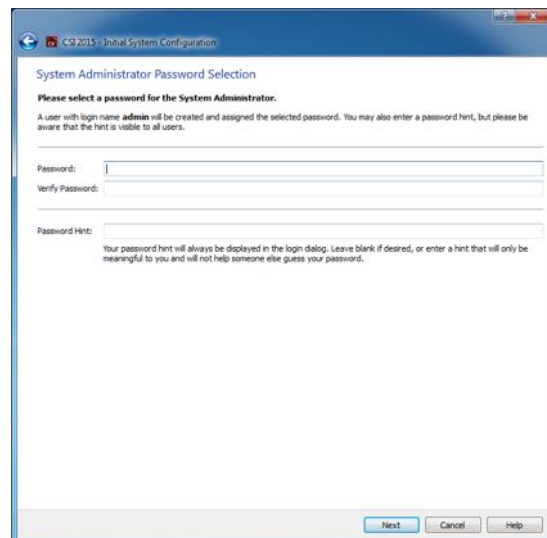 CSI 2015 - Initial System Configuration
System Administrator Password Selection
Please select a password for the System Administrator.
A user with login name admin will be created and assigned the selected password. You may also enter a password hint, but please be
aware that the hint is visible to all users.
Password:
Verify Password:
Password Hint:
Your password hint will always be displayed in the login dialog. Leave blank if desired, or enter a hint that will only be
meaningful to you and will not help someone else guess your password.
Next Cancel Help